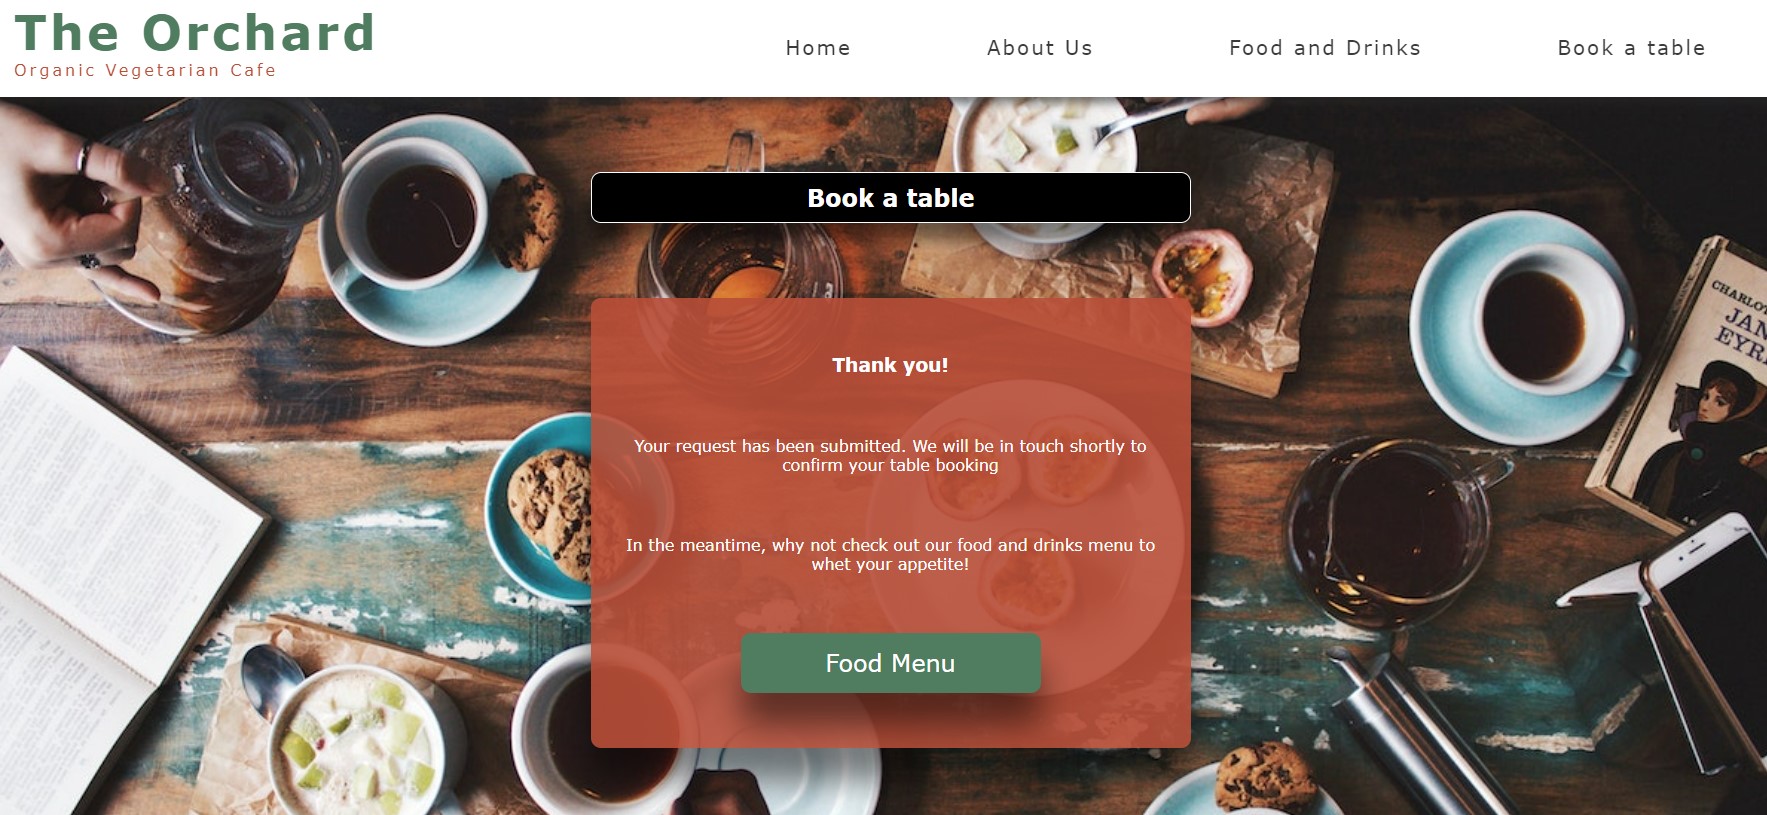 The Orchard
Organic Vegetarian Cafe
Home
About Us
Food and Drinks
Book a table
Book a table
Thank you!
Your request has been submitted. We will be in touch shortly to
confirm your table booking
In the meantime, why not check out our food and drinks menu to
whet your appetite!
Food Menu
JAN
EYR